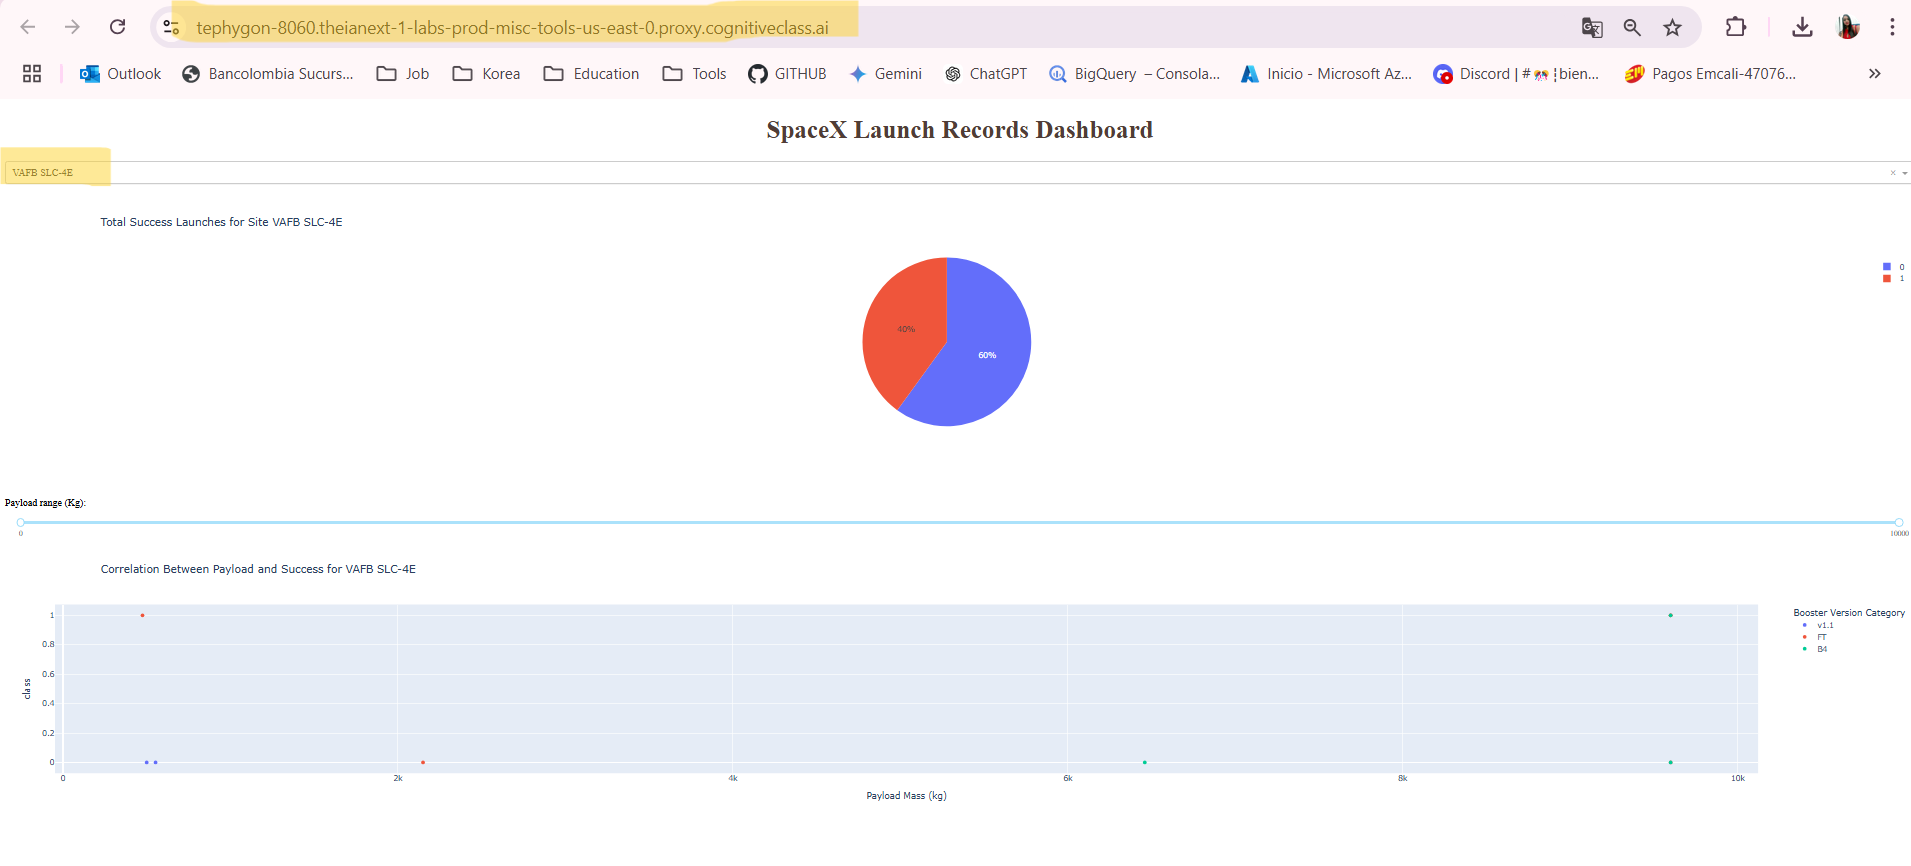 tephygon-8060.theianext-1-labs-prod-misc-tools-us-east-0.proxy.cognitiveclass.ai
Outlook Bancolombia Sucurs... Job Korea Education Tools GITHUB Gemini ChatGPT BigQuery – Consola... Inicio - Microsoft Az... Discord | # 🎊 ¦bien... Pagos Emcali-47076... »
SpaceX Launch Records Dashboard
VAFB SLC-4E ×
Total Success Launches for Site VAFB SLC-4E
0
1
40%
60%
Payload range (Kg):
0 10000
Correlation Between Payload and Success for VAFB SLC-4E
Booster Version Category
v1.1
FT
B4
1
0.8
0.6
0.4
0.2
0
class
0 2k 4k 6k 8k 10k
Payload Mass (kg)